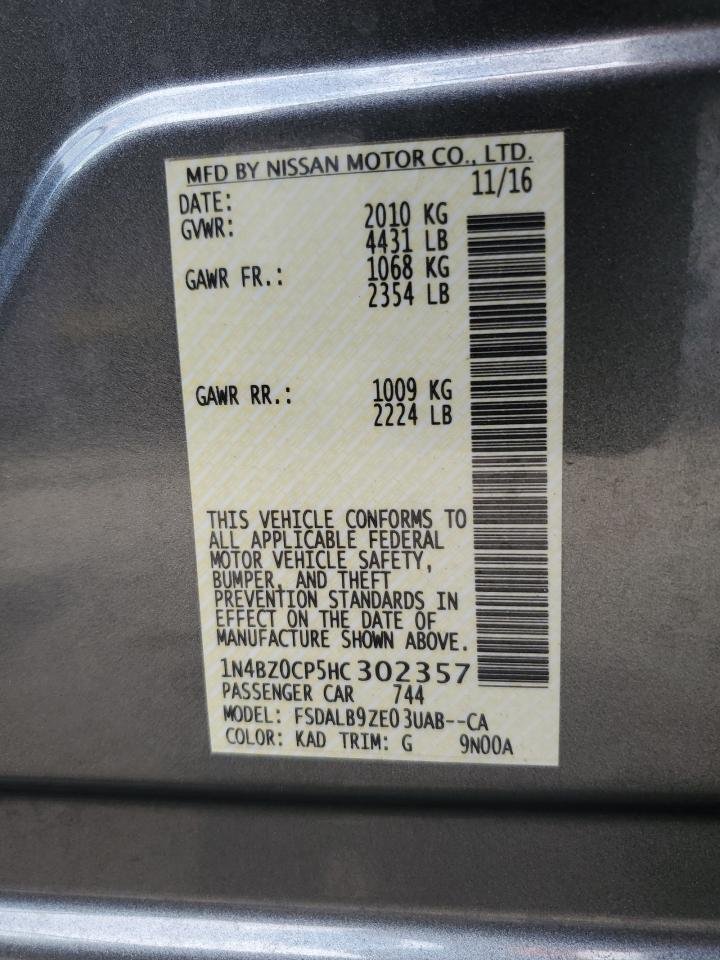 MFD BY NISSAN MOTOR CO., LTD.
DATE: 11/16
GVWR: 2010 KG
4431 LB
GAWR FR.: 1068 KG
2354 LB
GAWR RR.: 1009 KG
2224 LB
THIS VEHICLE CONFORMS TO
ALL APPLICABLE FEDERAL
MOTOR VEHICLE SAFETY,
BUMPER, AND THEFT
PREVENTION STANDARDS IN
EFFECT ON THE DATE OF
MANUFACTURE SHOWN ABOVE.
1N4BZ0CP5HC302357
PASSENGER CAR 744
MODEL: FSDALB9ZE03UAB--CA
COLOR: KAD TRIM: G 9N00A